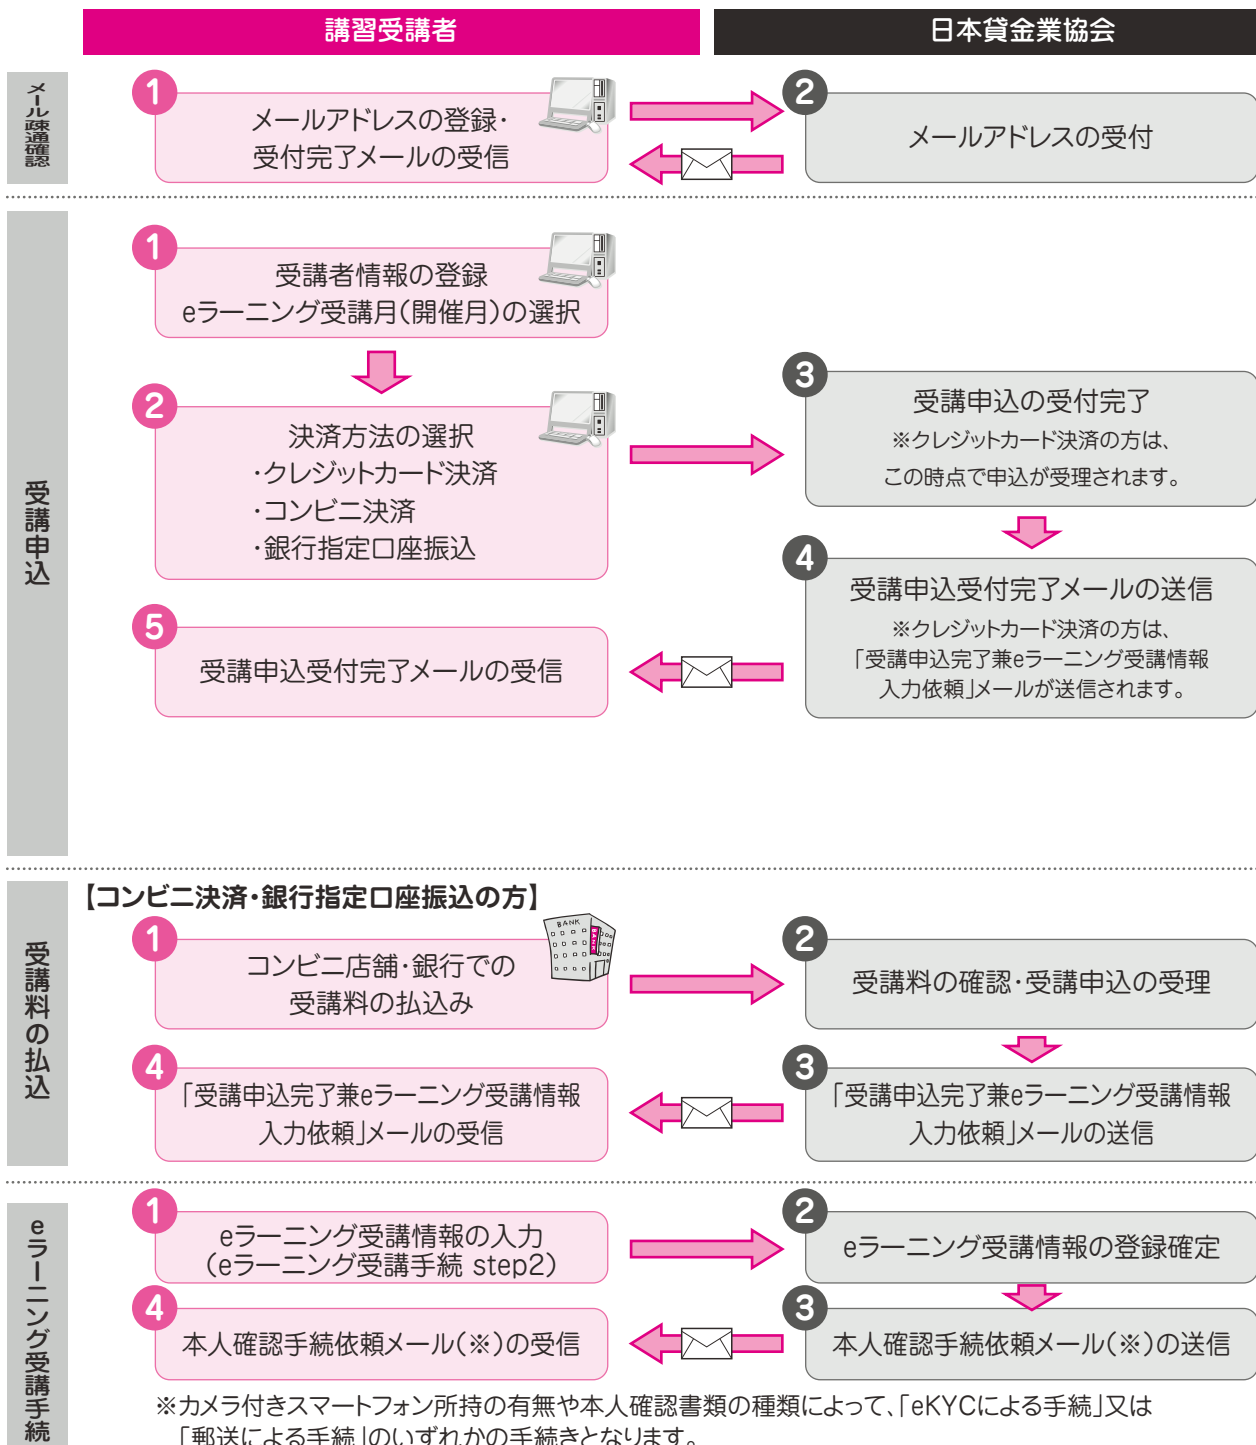 講習受講者
日本貸金業協会
メール疎通確認
1
メールアドレスの登録・
受付完了メールの受信
2
メールアドレスの受付
受講申込
1
受講者情報の登録
eラーニング受講月(開催月)の選択
2
決済方法の選択
・クレジットカード決済
・コンビニ決済
・銀行指定口座振込
3
受講申込の受付完了
※クレジットカード決済の方は、
この時点で申込が受理されます。
4
受講申込受付完了メールの送信
※クレジットカード決済の方は、
「受講申込完了兼eラーニング受講情報
入力依頼」メールが送信されます。
5
受講申込受付完了メールの受信
受講料の払込
【コンビニ決済・銀行指定口座振込の方】
1
コンビニ店舗・銀行での
受講料の払込み
BANK
BANK
2
受講料の確認・受講申込の受理
3
「受講申込完了兼eラーニング受講情報
入力依頼」メールの送信
4
「受講申込完了兼eラーニング受講情報
入力依頼」メールの受信
eラーニング受講手続
1
eラーニング受講情報の入力
(eラーニング受講手続 step2)
2
eラーニング受講情報の登録確定
3
本人確認手続依頼メール(※)の送信
4
本人確認手続依頼メール(※)の受信
※カメラ付きスマートフォン所持の有無や本人確認書類の種類によって、「eKYCによる手続」又は
「郵送による手続」のいずれかの手続きとなります。